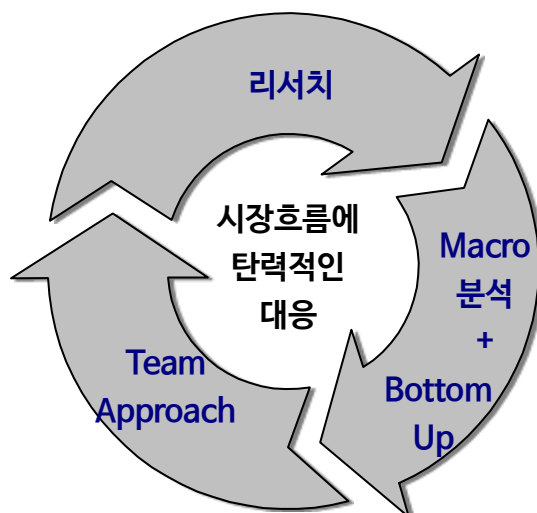 리서치
시장흐름에
탄력적인
대응
Macro
분석
+
Bottom
Up
Team
Approach